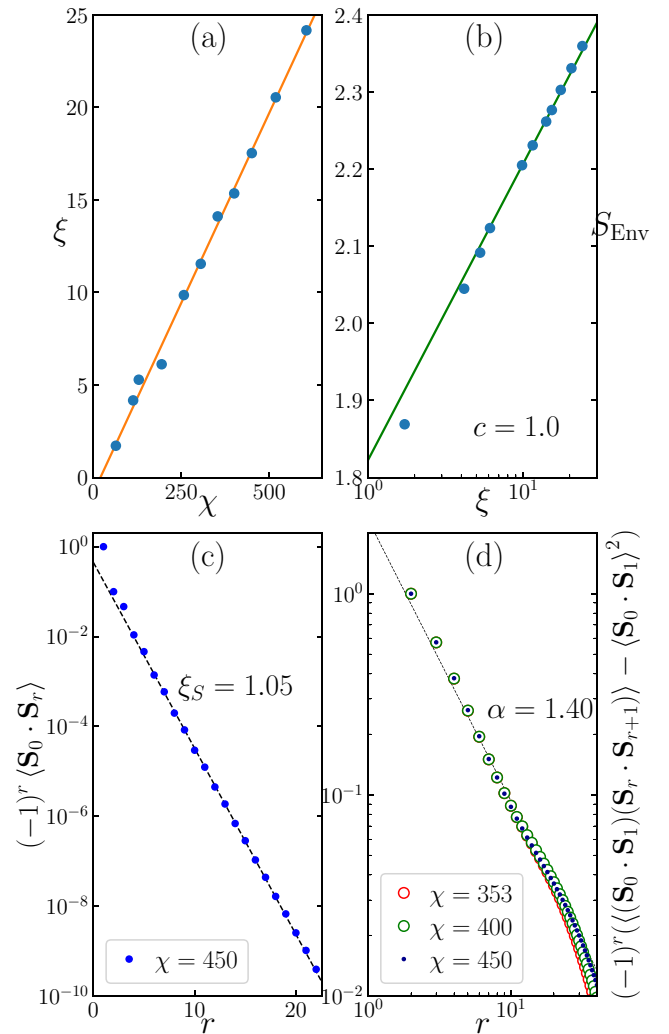 (a)
25
20
15
10
5
0
ξ
250
500
χ
(b)
2.4
2.3
2.2
2.1
2.0
1.9
1.8
S_Env
c = 1.0
10^0
10^1
ξ
(c)
10^0
10^−2
10^−4
10^−6
10^−8
10^−10
(−1)^r ⟨S_0 · S_r⟩
ξ_S = 1.05
χ = 450
0
10
20
r
(d)
10^0
10^−1
10^−2
α = 1.40
χ = 353
χ = 400
χ = 450
10^0
10^1
r
(−1)^r(⟨(S_0 · S_1)(S_r · S_{r+1})⟩ − ⟨S_0 · S_1⟩^2)